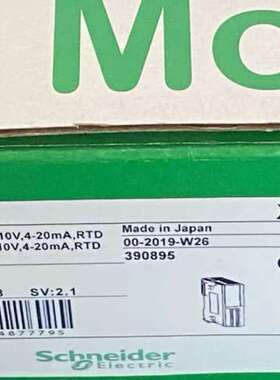 Mo
10V,4-20mA,RTD
10V,4-20mA,RTD
Made in Japan
00-2019-W26
390895
SV:2.1
4877795
Schneider
Electric